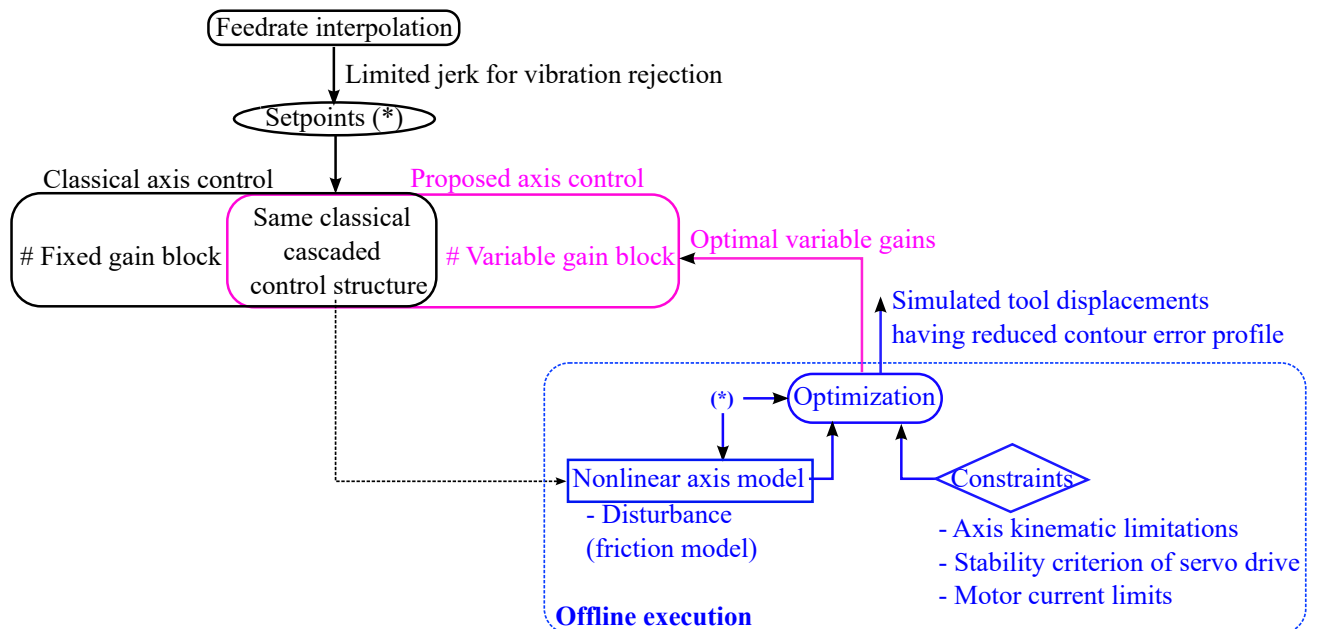 Feedrate interpolation
Limited jerk for vibration rejection
Setpoints (*)
Classical axis control
Proposed axis control
# Fixed gain block
Same classical
cascaded
control structure
# Variable gain block
Optimal variable gains
Simulated tool displacements
having reduced contour error profile
(*)
Optimization
Nonlinear axis model
- Disturbance
(friction model)
Constraints
- Axis kinematic limitations
- Stability criterion of servo drive
- Motor current limits
Offline execution